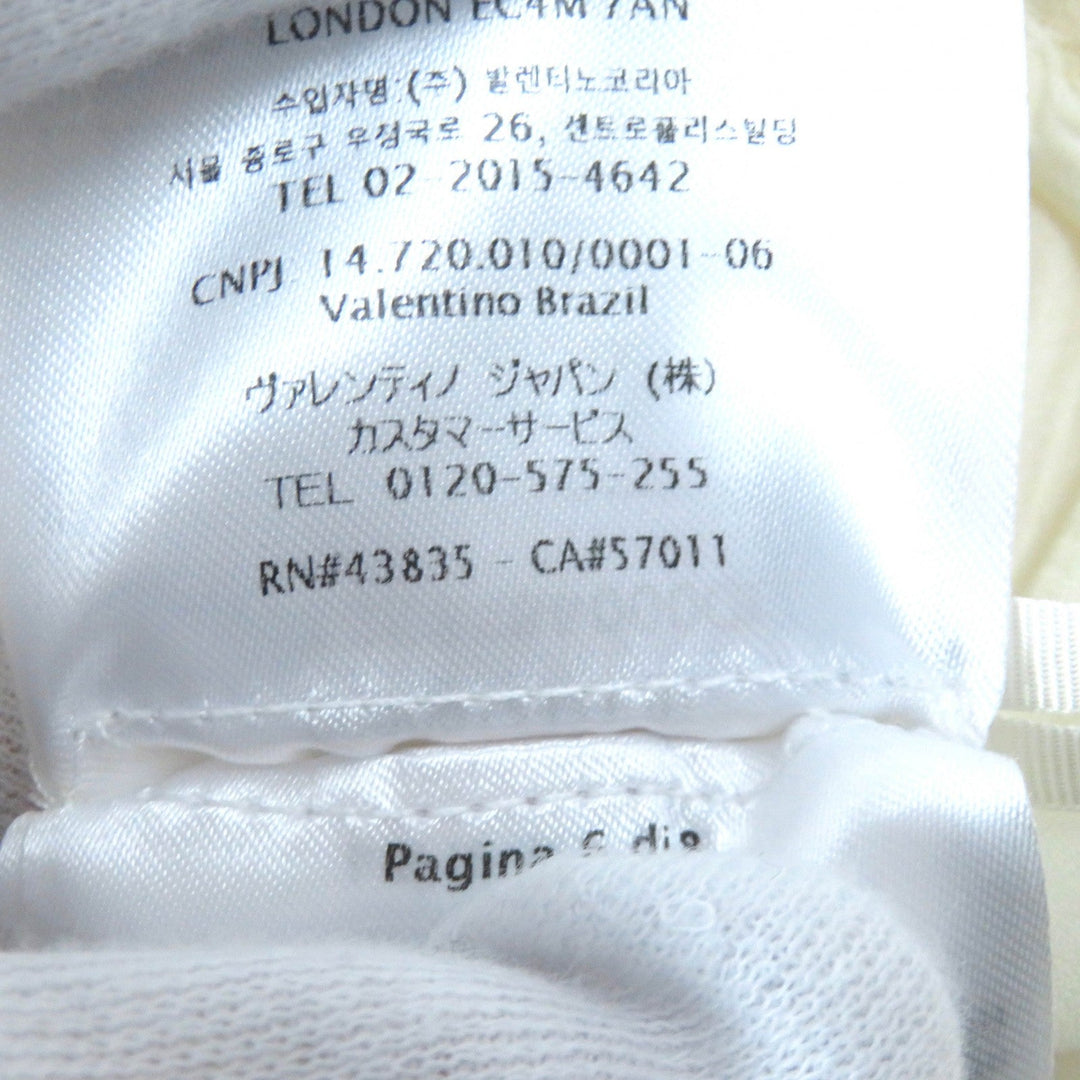 LONDON EC4M 7AN
수입자명:(주) 발렌티노코리아
서울 종로구 우정국로 26, 센트로폴리스빌딩
TEL 02-2015-4642
CNPJ 14.720.010/0001-06
Valentino Brazil
ヴァレンティノ ジャパン (株)
カスタマーサービス
TEL 0120-575-255
RN#43835 - CA#57011
Pagina di